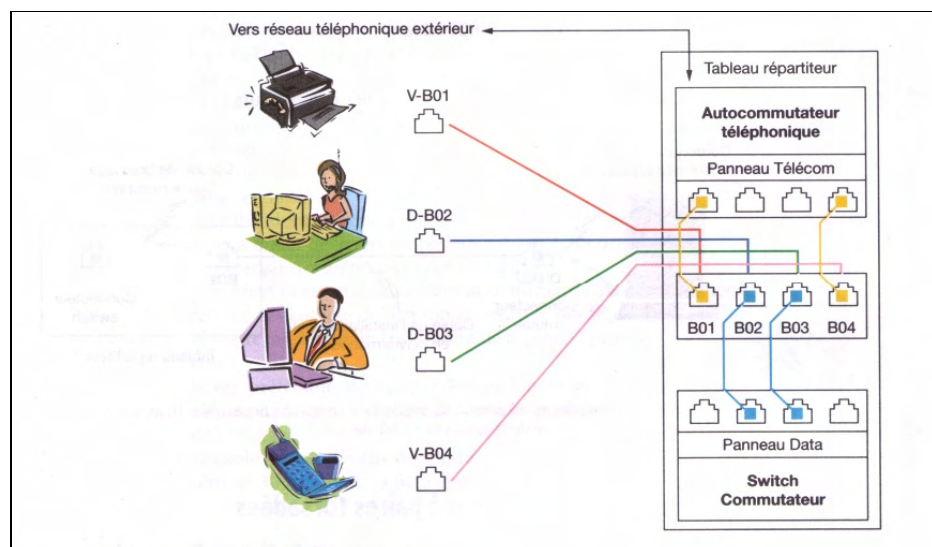 Vers réseau téléphonique extérieur
Tableau répartiteur
Autocommutateur
téléphonique
Panneau Télécom
V-B01
D-B02
D-B03
V-B04
B01 B02 B03 B04
Panneau Data
Switch
Commutateur